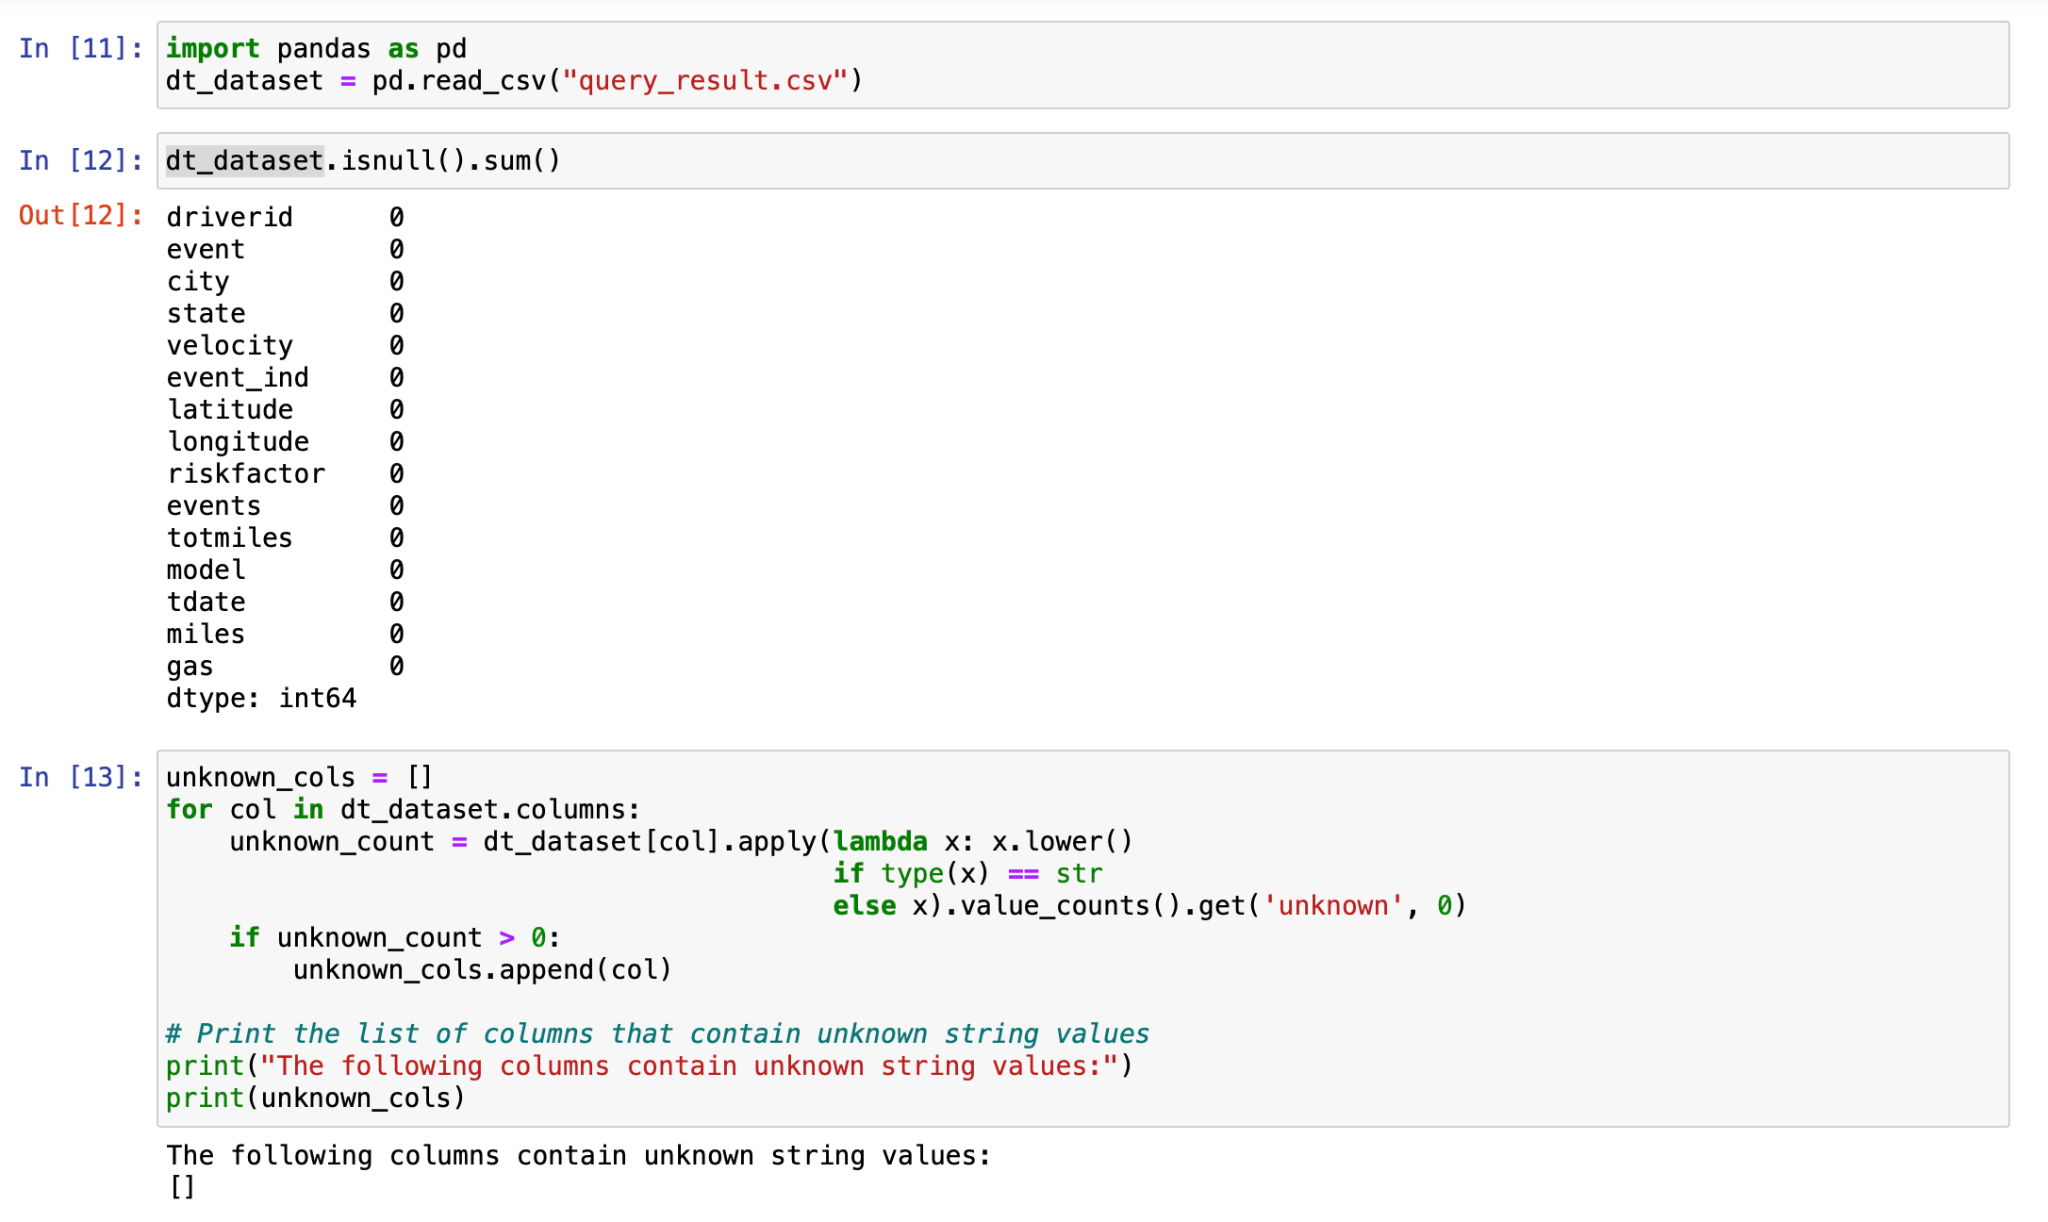 In [11]: import pandas as pd
dt_dataset = pd.read_csv("query_result.csv")
In [12]: dt_dataset.isnull().sum()
Out[12]: driverid 0
event 0
city 0
state 0
velocity 0
event_ind 0
latitude 0
longitude 0
riskfactor 0
events 0
totmiles 0
model 0
tdate 0
miles 0
gas 0
dtype: int64
In [13]: unknown_cols = []
for col in dt_dataset.columns:
    unknown_count = dt_dataset[col].apply(lambda x: x.lower()
                                          if type(x) == str
                                          else x).value_counts().get('unknown', 0)
    if unknown_count > 0:
        unknown_cols.append(col)
# Print the list of columns that contain unknown string values
print("The following columns contain unknown string values:")
print(unknown_cols)
The following columns contain unknown string values:
[]